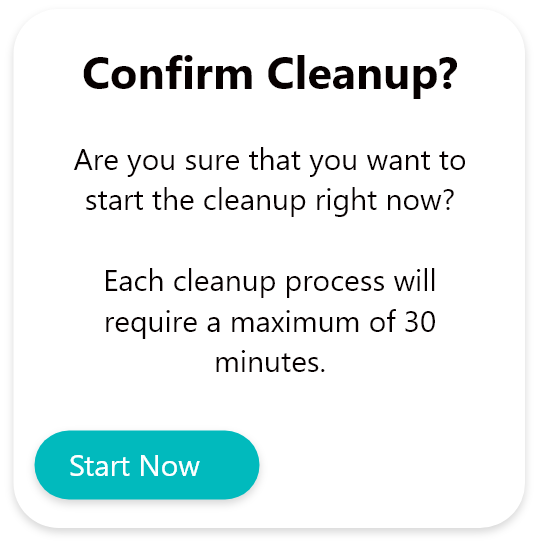 Confirm Cleanup?
Are you sure that you want to
start the cleanup right now?
Each cleanup process will
require a maximum of 30
minutes.
Start Now